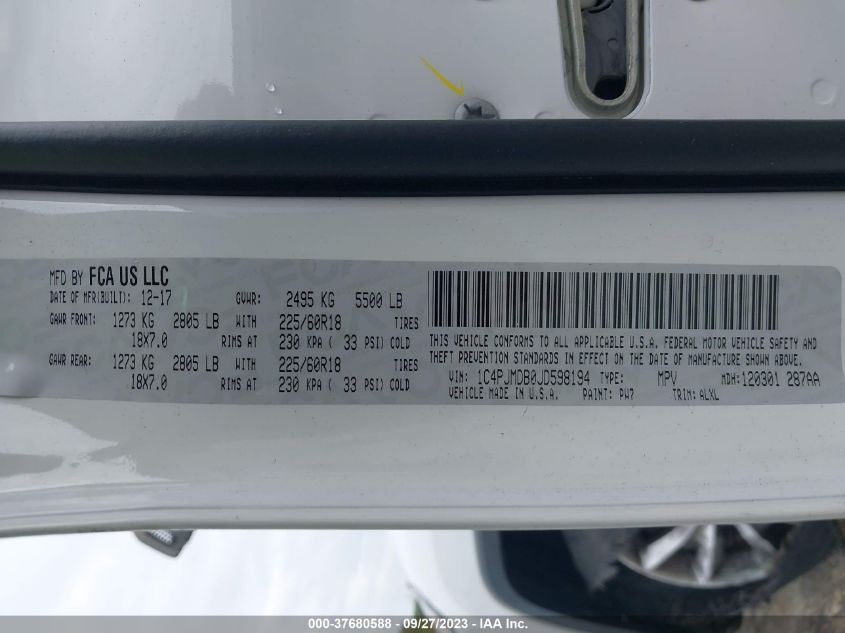 MFD BY FCA US LLC
DATE OF MFR(BUILT): 12-17 GVWR: 2495 KG 5500 LB
GAWR FRONT: 1273 KG 2805 LB WITH 225/60R18 TIRES
18X7.0 RIMS AT 230 KPA ( 33 PSI) COLD
GAWR REAR: 1273 KG 2805 LB WITH 225/60R18 TIRES
18X7.0 RIMS AT 230 KPA ( 33 PSI) COLD
THIS VEHICLE CONFORMS TO ALL APPLICABLE U.S.A. FEDERAL MOTOR VEHICLE SAFETY AND
THEFT PREVENTION STANDARDS IN EFFECT ON THE DATE OF MANUFACTURE SHOWN ABOVE.
VIN: 1C4PJMDB0JD598194 TYPE: MPV MDH:120301 287AA
VEHICLE MADE IN U.S.A. PAINT: PW7 TRIM: ALXL
000-37680588 - 09/27/2023 - IAA Inc.